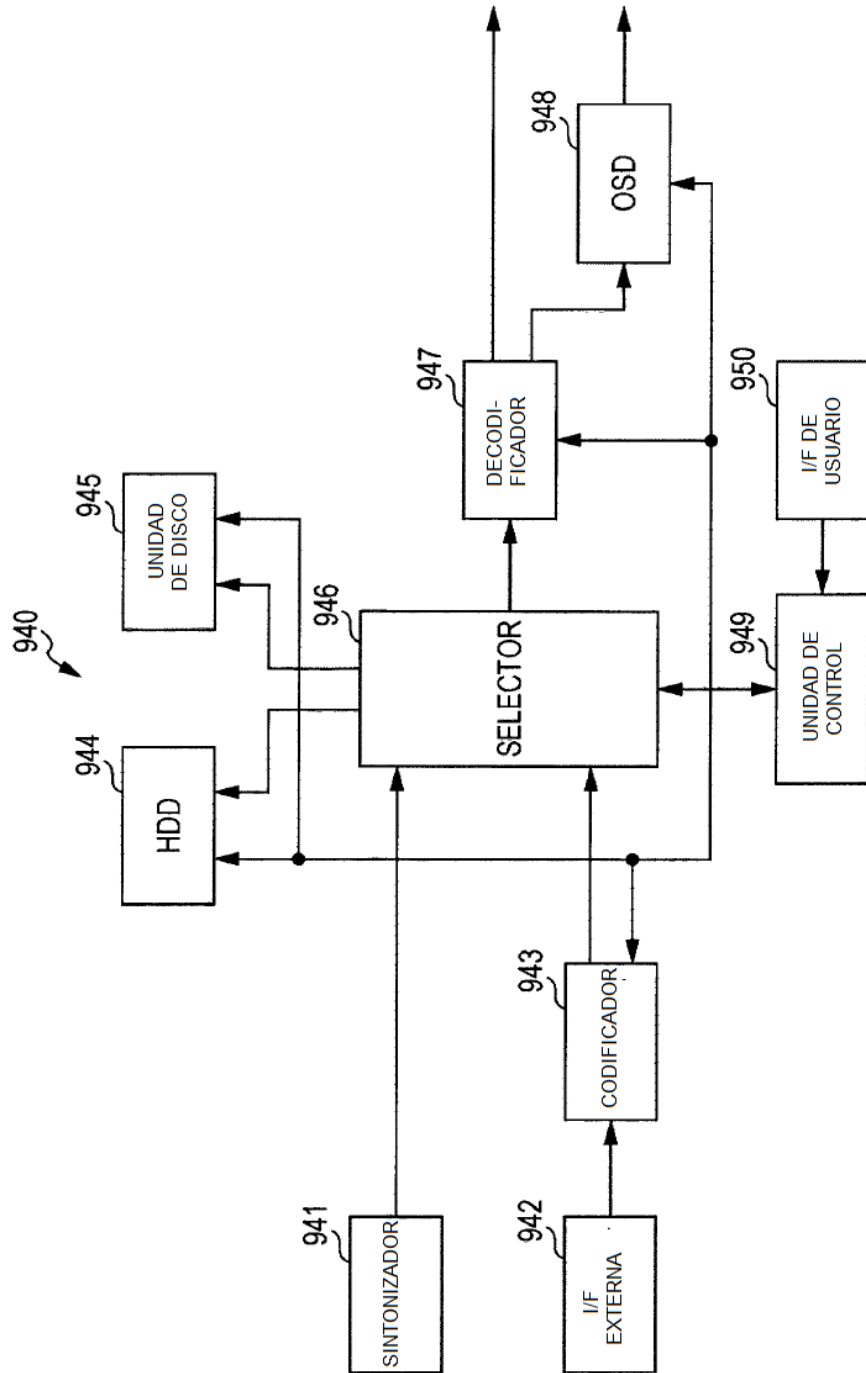 940
944
HDD
945
UNIDAD
DE DISCO
941
SINTONIZADOR
946
SELECTOR
947
DECODI-
FICADOR
948
OSD
942
I/F
EXTERNA
943
CODIFICADOR
949
UNIDAD DE
CONTROL
950
I/F DE
USUARIO